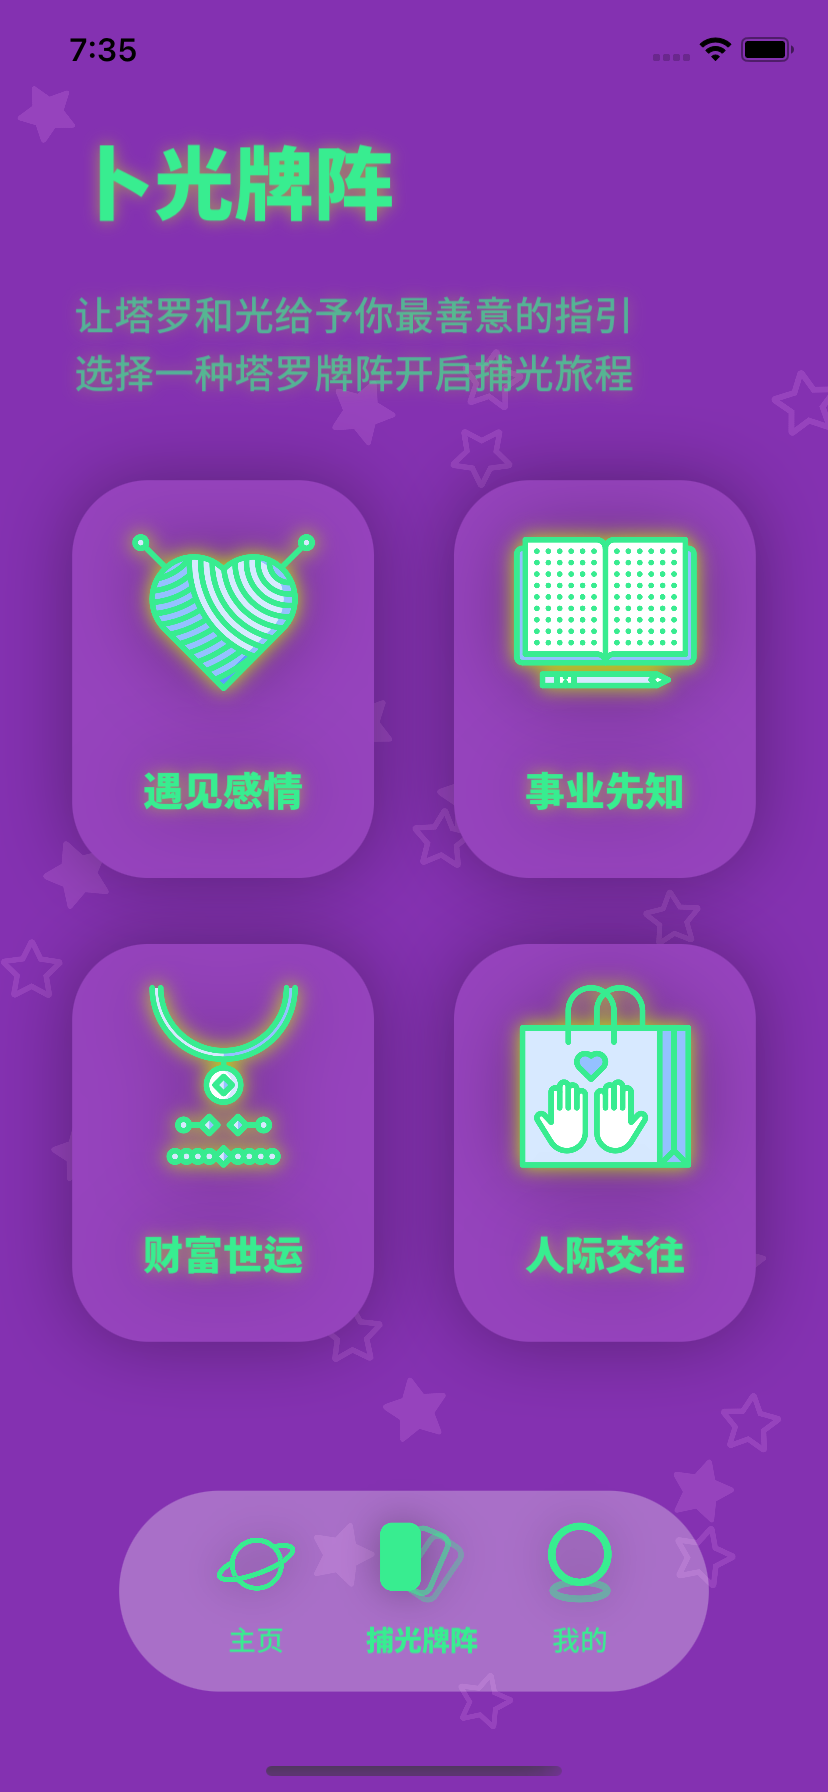 7:35
卜光牌阵
让塔罗和光给予你最善意的指引
选择一种塔罗牌阵开启捕光旅程
遇见感情
事业先知
财富世运
人际交往
主页
捕光牌阵
我的